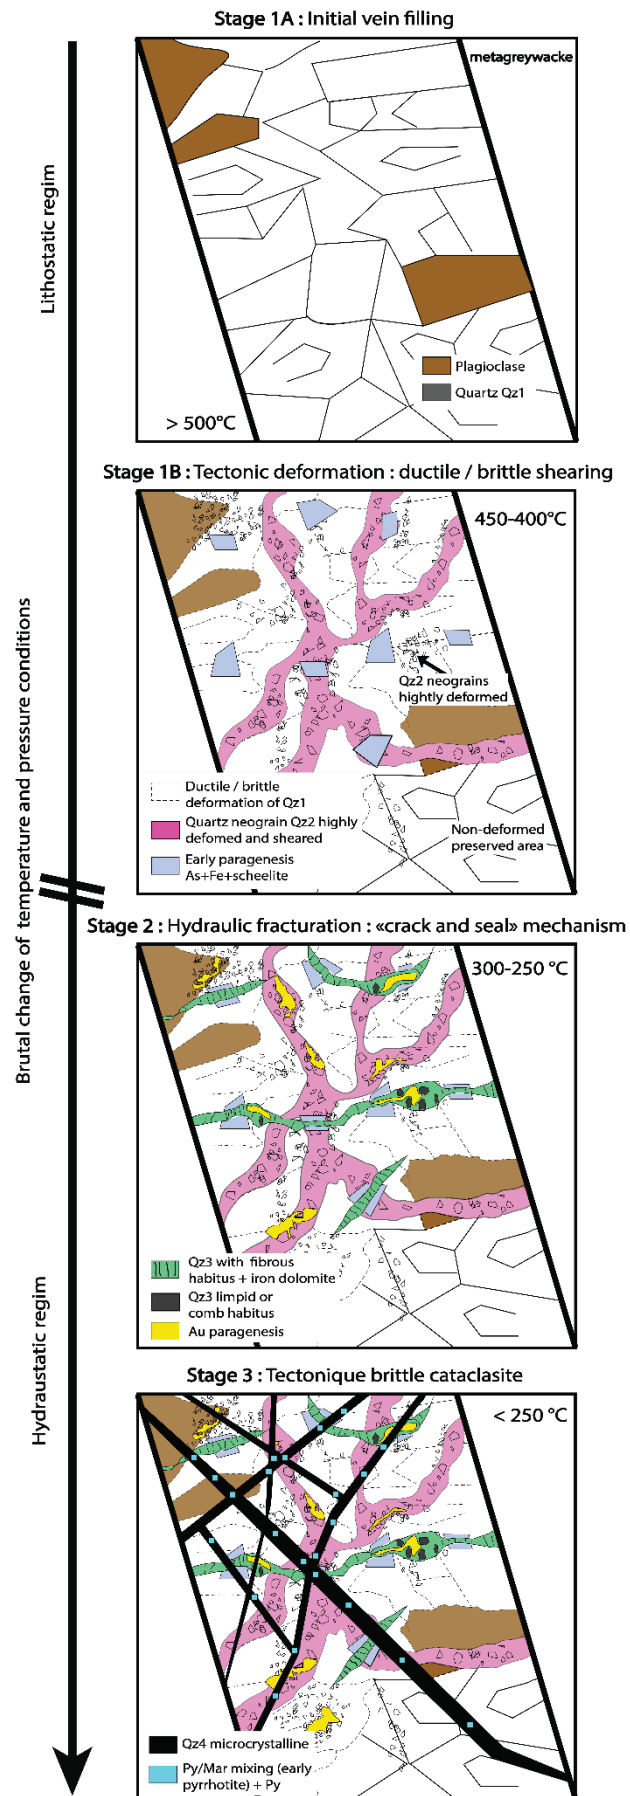 Stage 1A : Initial vein filling
metagreywacke
Lithostatic regim
Plagioclase
Quartz Qz1
> 500°C
Stage 1B : Tectonic deformation : ductile / brittle shearing
450-400°C
Qz2 neograins
hightly deformed
Ductile / brittle
deformation of Qz1
Quartz neograin Qz2 highly
defomed and sheared
Early paragenesis
As+Fe+scheelite
Non-deformed
preserved area
Brutal change of temperature and pressure conditions
Stage 2 : Hydraulic fracturation : «crack and seal» mechanism
300-250 °C
Qz3 with fibrous
habitus + iron dolomite
Qz3 limpid or
comb habitus
Au paragenesis
Hydraustatic regim
Stage 3 : Tectonique brittle cataclasite
< 250 °C
Qz4 microcrystalline
Py/Mar mixing (early
pyrrhotite) + Py